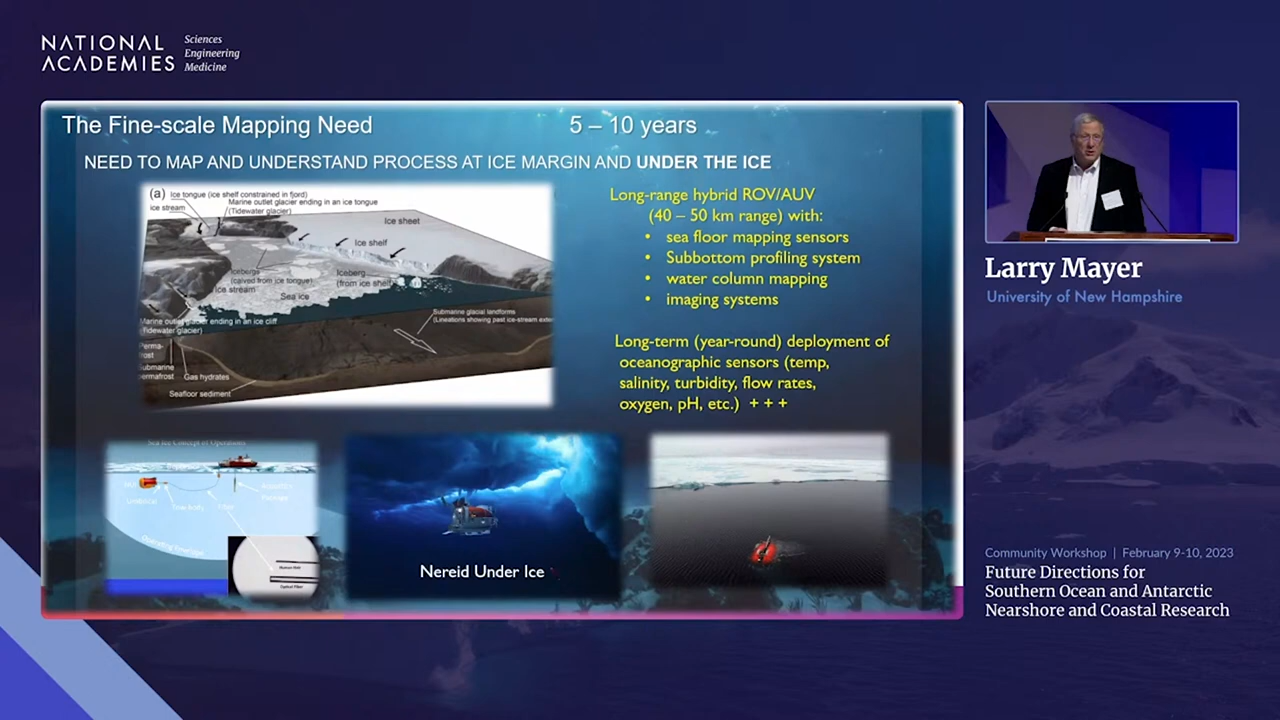 NATIONAL
ACADEMIES
Sciences
Engineering
Medicine
The Fine-scale Mapping Need
5 – 10 years
NEED TO MAP AND UNDERSTAND PROCESS AT ICE MARGIN AND UNDER THE ICE
(a)
Ice tongue (ice shelf constrained in fjord)
Ice stream
Marine outlet glacier ending in an ice tongue
(Tidewater glacier)
Ice sheet
Ice shelf
Icebergs
(calved from ice tongue)
Iceberg
(from ice shelf)
Ice stream
Sea ice
Marine outlet glacier ending in an ice cliff
(Tidewater glacier)
Submarine glacial landforms
(Lineations showing past ice-stream
Perma-
frost
Submarine
permafrost
Gas hydrates
Seafloor sediment
Long-range hybrid ROV/AUV
(40 – 50 km range) with:
• sea floor mapping sensors
• Subbottom profiling system
• water column mapping
• imaging systems
Long-term (year-round) deployment of
oceanographic sensors (temp,
salinity, turbidity, flow rates,
oxygen, pH, etc.) + + +
Sea Ice Concept of Operations
Nereid Under Ice
Larry Mayer
University of New Hampshire
Community Workshop | February 9-10, 2023
Future Directions for
Southern Ocean and Antarctic
Nearshore and Coastal Research